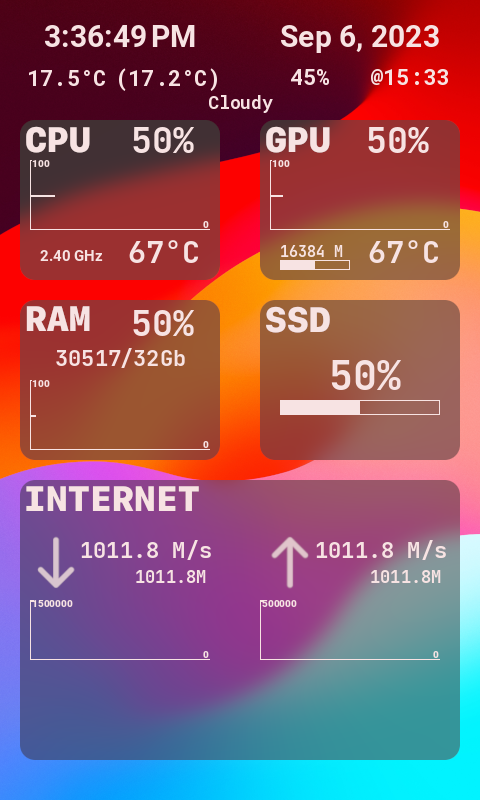 3:36:49 PM Sep 6, 2023
17.5°C (17.2°C) 45% @15:33
Cloudy
CPU 50%
100
0
2.40 GHz 67°C
GPU 50%
100
0
16384 M 67°C
RAM 50%
30517/32Gb
100
0
SSD
50%
INTERNET
1011.8 M/s
1011.8M
1500000
0
1011.8 M/s
1011.8M
500000
0